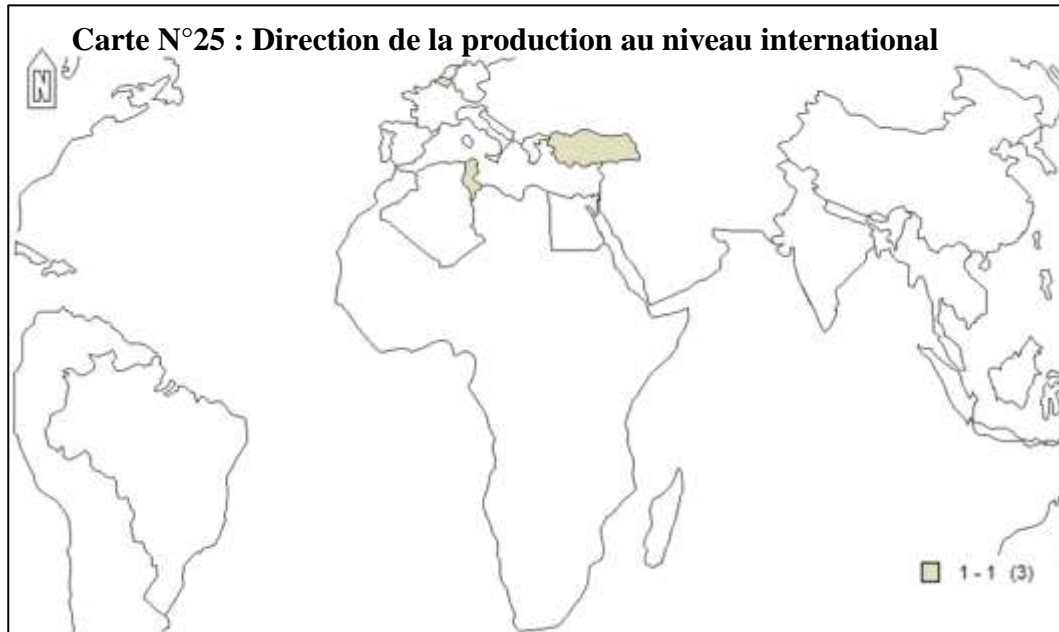 Carte N°25 : Direction de la production au niveau international
N
1 - 1 (3)